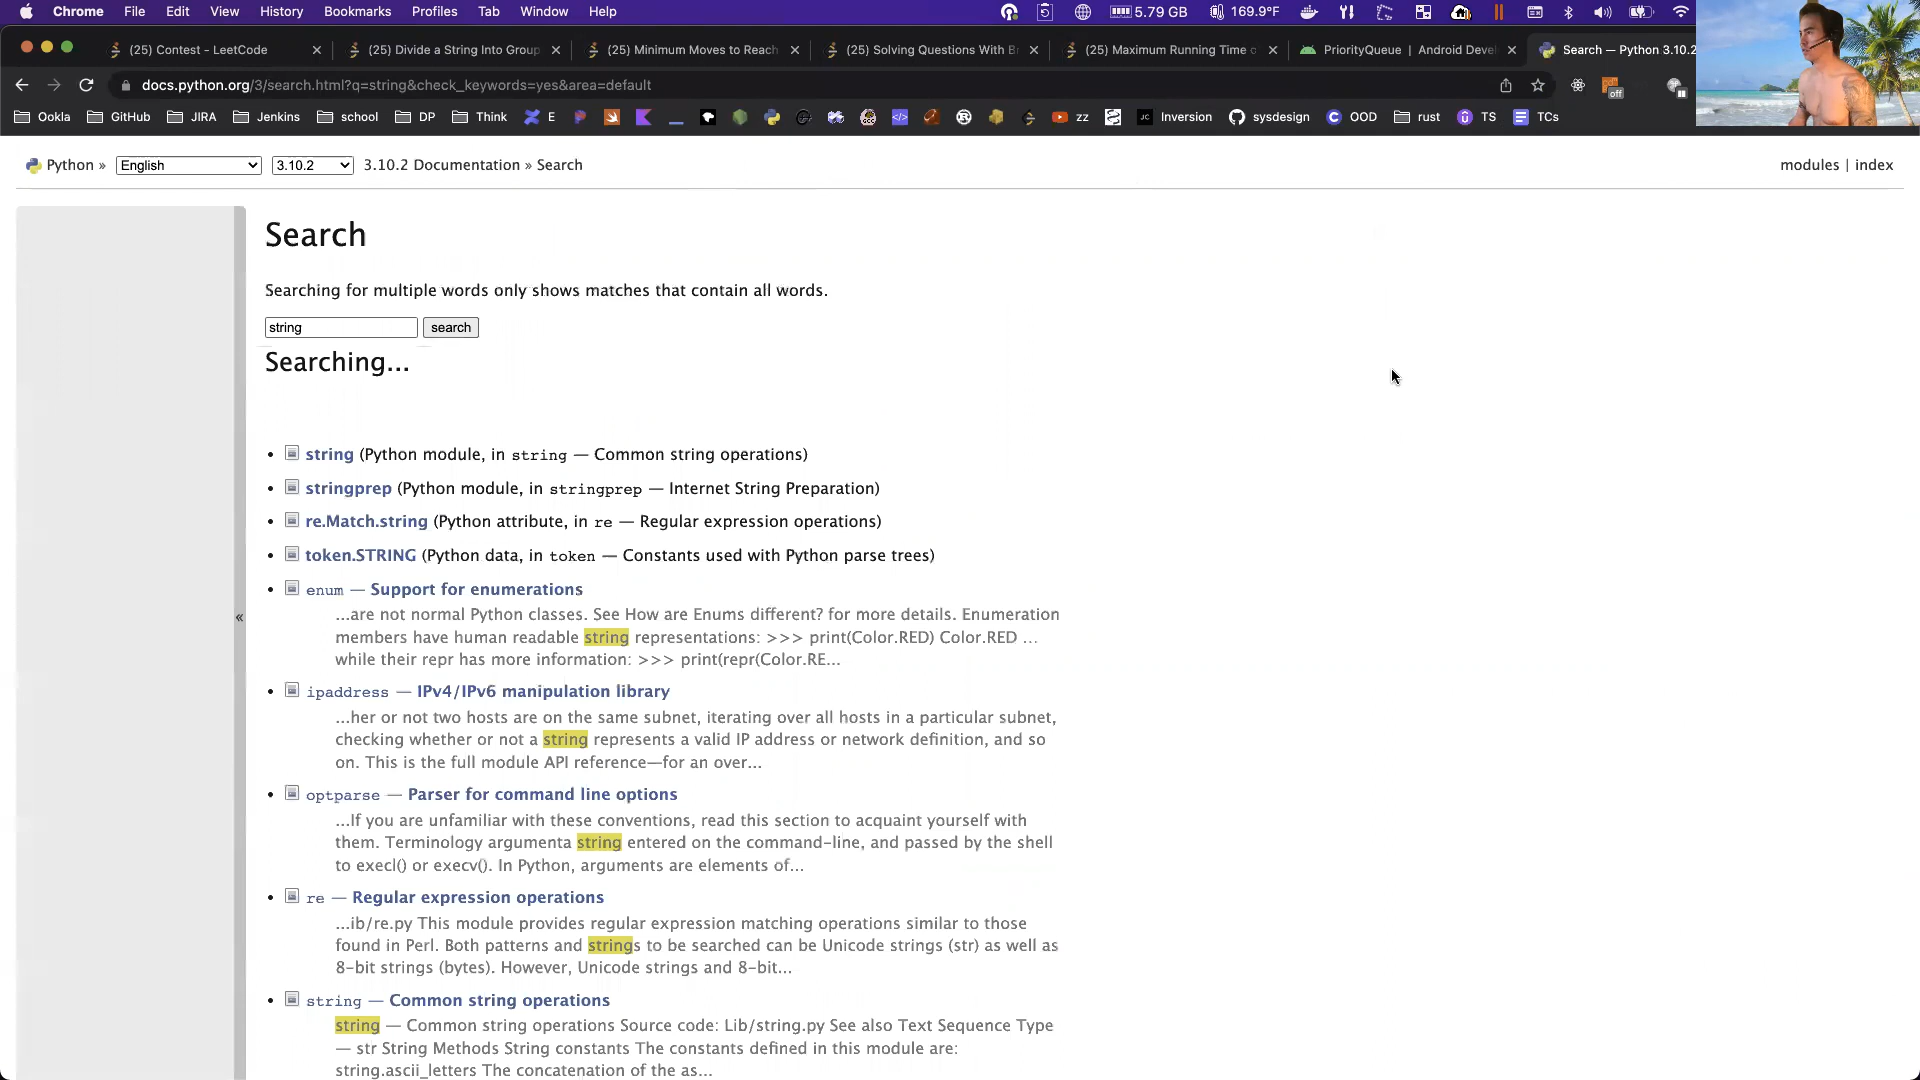 Chrome File Edit View History Bookmarks Profiles Tab Window Help 5.79 GB 169.9°F
(25) Contest - LeetCode (25) Divide a String Into Group (25) Minimum Moves to Reach (25) Solving Questions With Br (25) Maximum Running Time o PriorityQueue | Android Devel Search — Python 3.10.2
docs.python.org/3/search.html?q=string&check_keywords=yes&area=default off
Ookla GitHub JIRA Jenkins school DP Think E zz JC Inversion sysdesign OOD rust TS TCs
Python » English 3.10.2 3.10.2 Documentation » Search modules | index
Search
Searching for multiple words only shows matches that contain all words.
string search
Searching...
• string (Python module, in string — Common string operations)
• stringprep (Python module, in stringprep — Internet String Preparation)
• re.Match.string (Python attribute, in re — Regular expression operations)
• token.STRING (Python data, in token — Constants used with Python parse trees)
• enum — Support for enumerations
...are not normal Python classes. See How are Enums different? for more details. Enumeration
members have human readable string representations: >>> print(Color.RED) Color.RED ...
while their repr has more information: >>> print(repr(Color.RE...
«
• ipaddress — IPv4/IPv6 manipulation library
...her or not two hosts are on the same subnet, iterating over all hosts in a particular subnet,
checking whether or not a string represents a valid IP address or network definition, and so
on. This is the full module API reference—for an over...
• optparse — Parser for command line options
...If you are unfamiliar with these conventions, read this section to acquaint yourself with
them. Terminology argumenta string entered on the command-line, and passed by the shell
to execl() or execv(). In Python, arguments are elements of...
• re — Regular expression operations
...ib/re.py This module provides regular expression matching operations similar to those
found in Perl. Both patterns and strings to be searched can be Unicode strings (str) as well as
8-bit strings (bytes). However, Unicode strings and 8-bit...
• string — Common string operations
string — Common string operations Source code: Lib/string.py See also Text Sequence Type
— str String Methods String constants The constants defined in this module are:
string.ascii_letters The concatenation of the as...